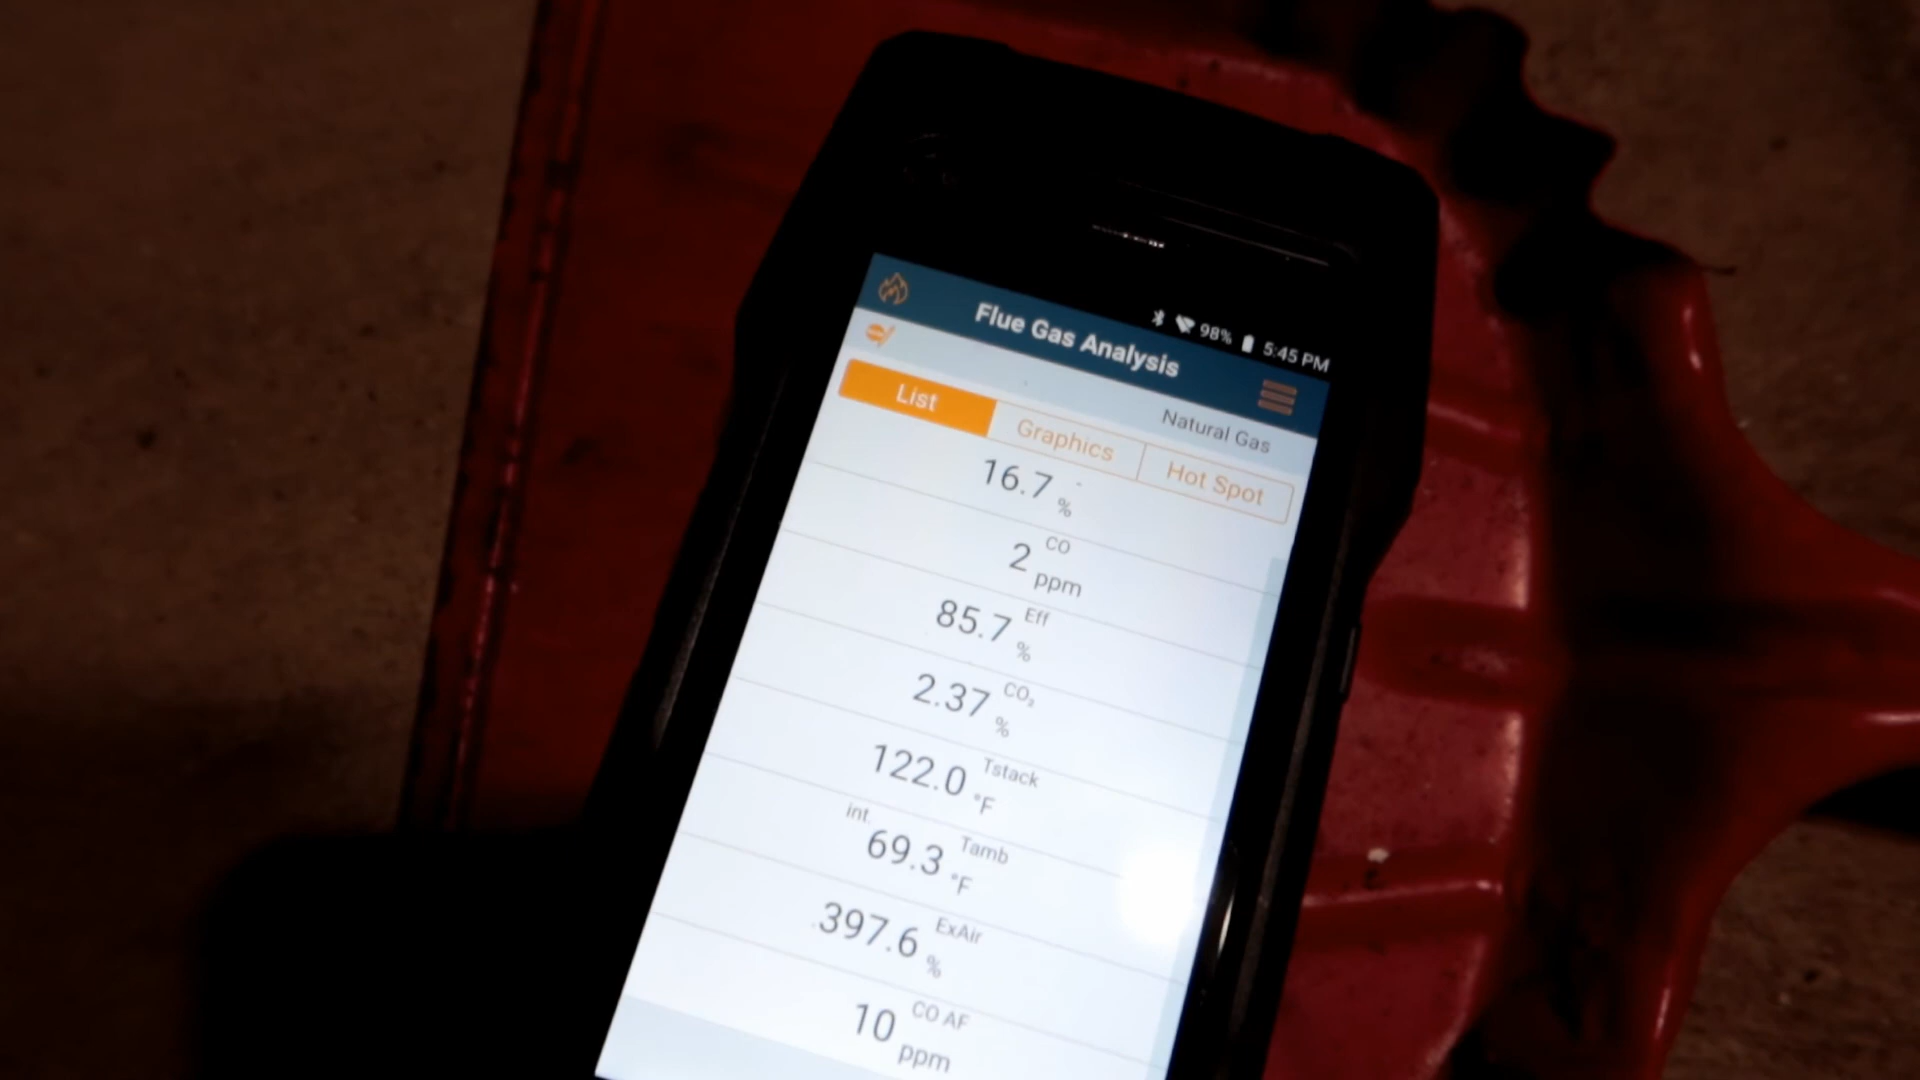 98% 5:45 PM
Flue Gas Analysis
Natural Gas
List Graphics Hot Spot
16.7 %
CO
2 ppm
Eff
85.7 %
CO₂
2.37 %
Tstack
122.0 °F
int. Tamb
69.3 °F
ExAir
397.6 %
CO AF
10 ppm